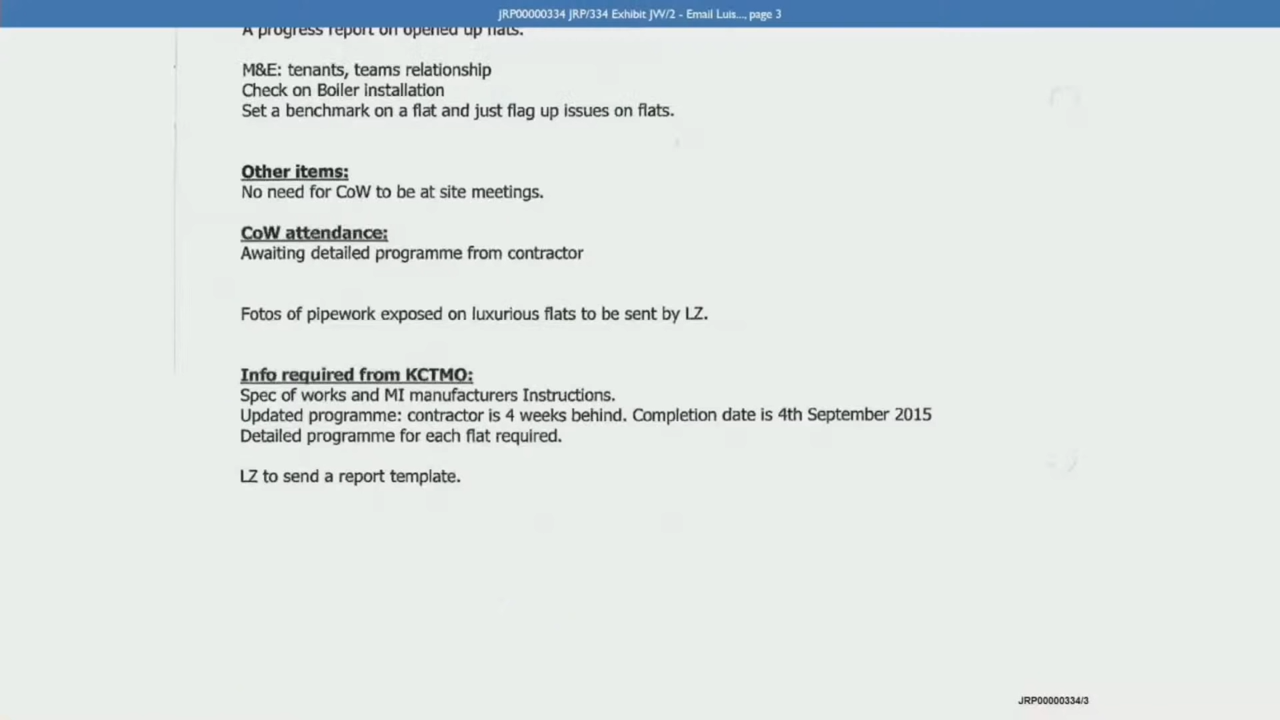 JRP00000334 JRP/334 Exhibit JW/2 - Email Luis..., page 3
A progress report on opened up flats.
M&E: tenants, teams relationship
Check on Boiler installation
Set a benchmark on a flat and just flag up issues on flats.
Other items:
No need for CoW to be at site meetings.
CoW attendance:
Awaiting detailed programme from contractor
Fotos of pipework exposed on luxurious flats to be sent by LZ.
Info required from KCTMO:
Spec of works and MI manufacturers Instructions.
Updated programme: contractor is 4 weeks behind. Completion date is 4th September 2015
Detailed programme for each flat required.
LZ to send a report template.
JRP00000334/3